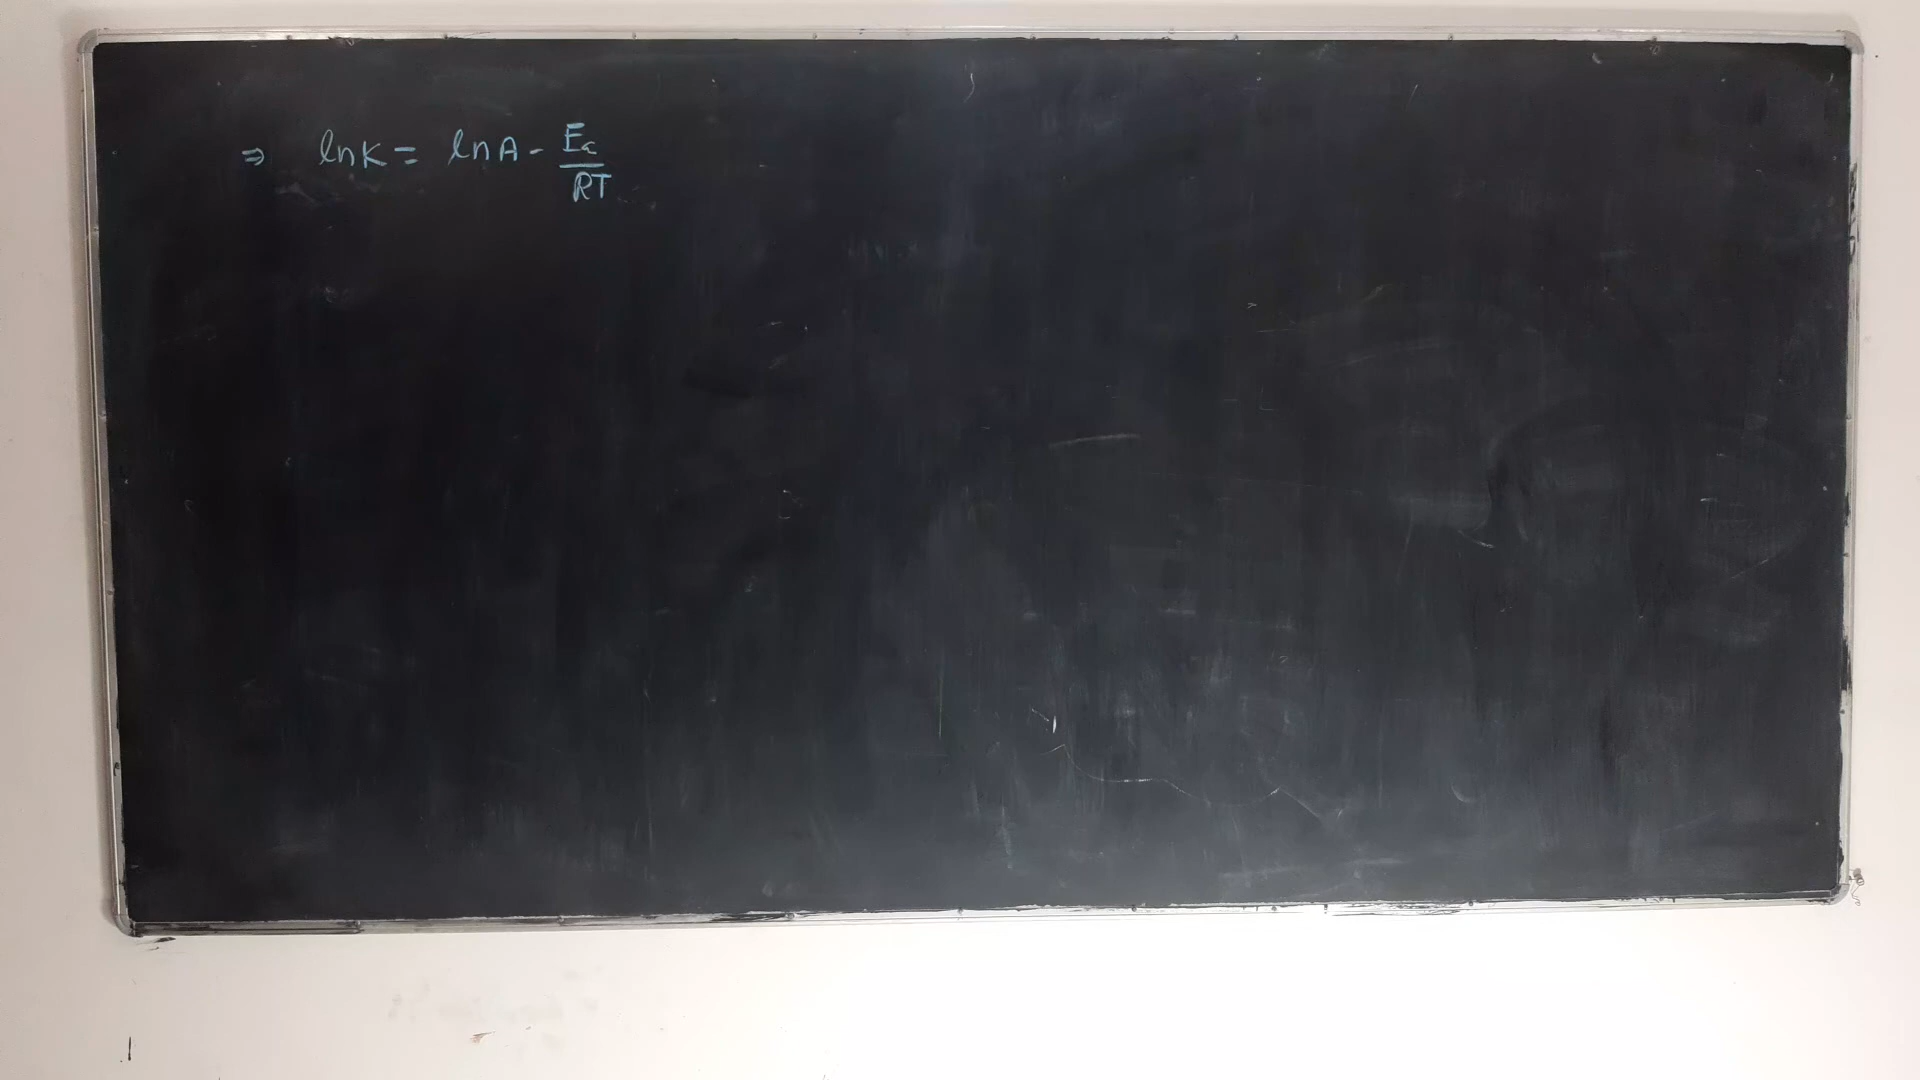 ⇒ lnK = lnA - Ea/RT